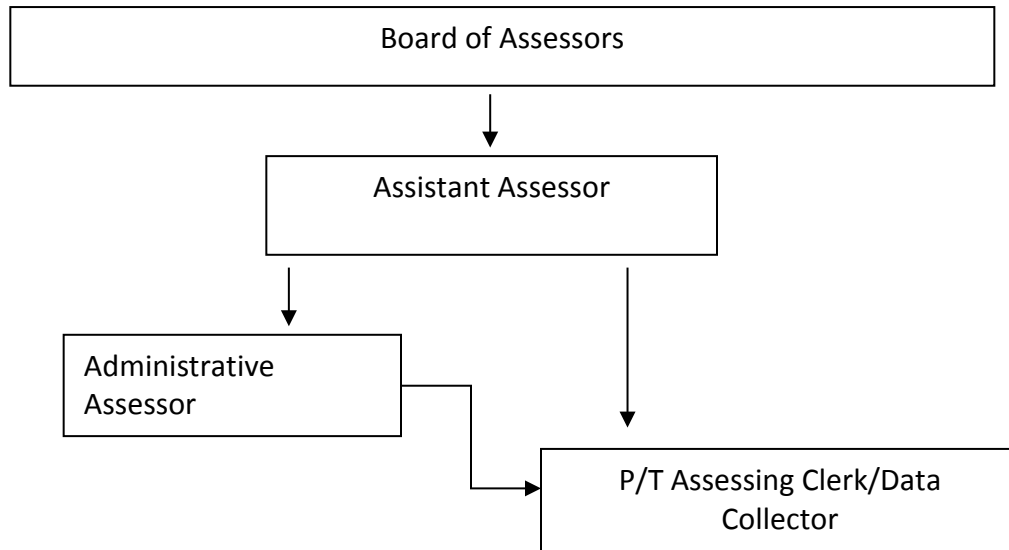 Board of Assessors
Assistant Assessor
Administrative
Assessor
P/T Assessing Clerk/Data
Collector